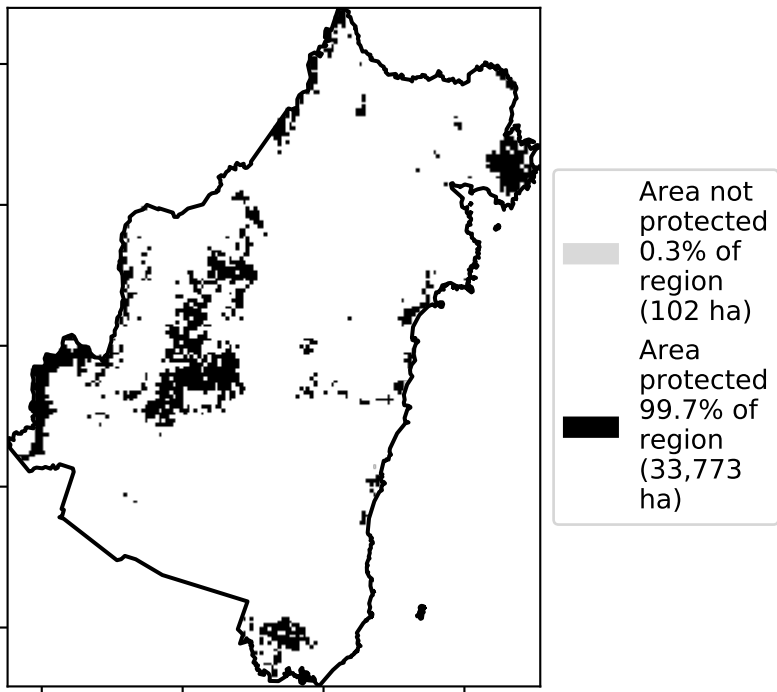 Area not
protected
0.3% of
region
(102 ha)
Area
protected
99.7% of
region
(33,773
ha)